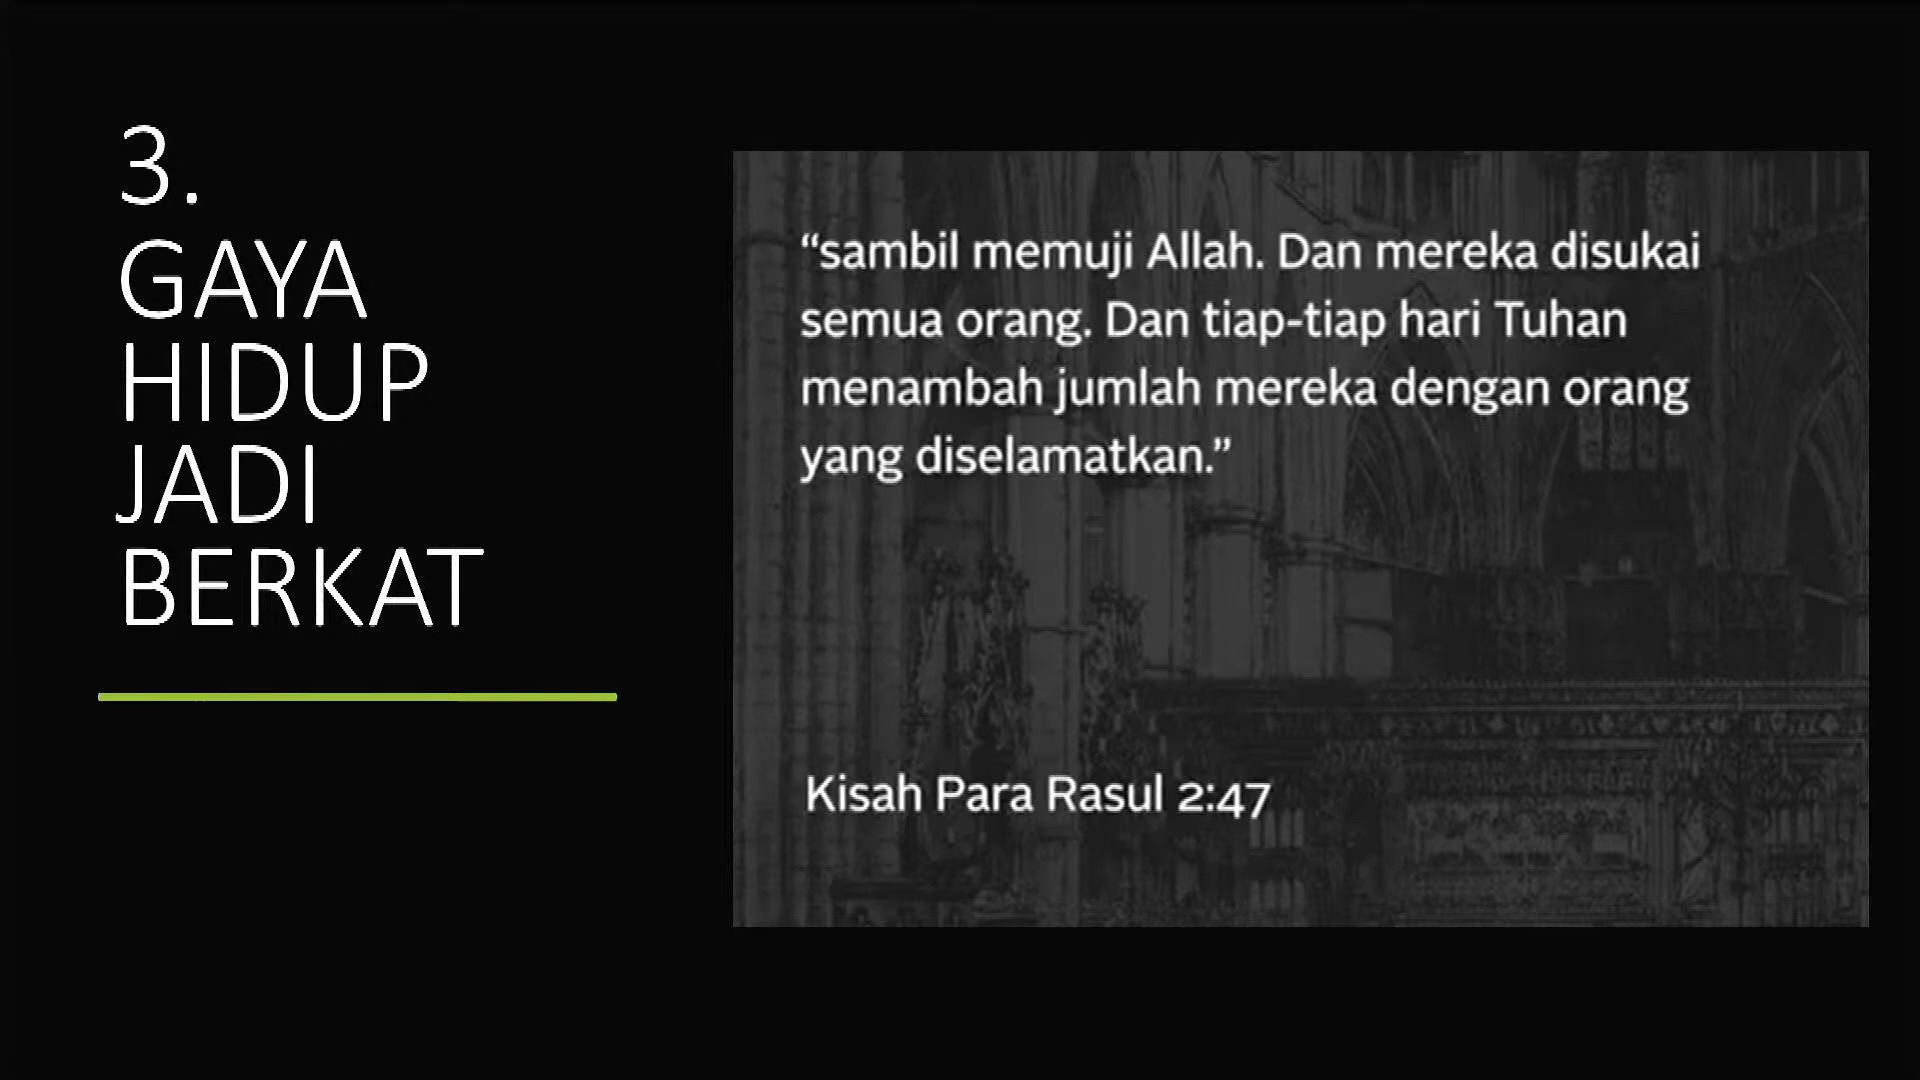 3.
GAYA
HIDUP
JADI
BERKAT
“sambil memuji Allah. Dan mereka disukai
semua orang. Dan tiap-tiap hari Tuhan
menambah jumlah mereka dengan orang
yang diselamatkan.”
Kisah Para Rasul 2:47